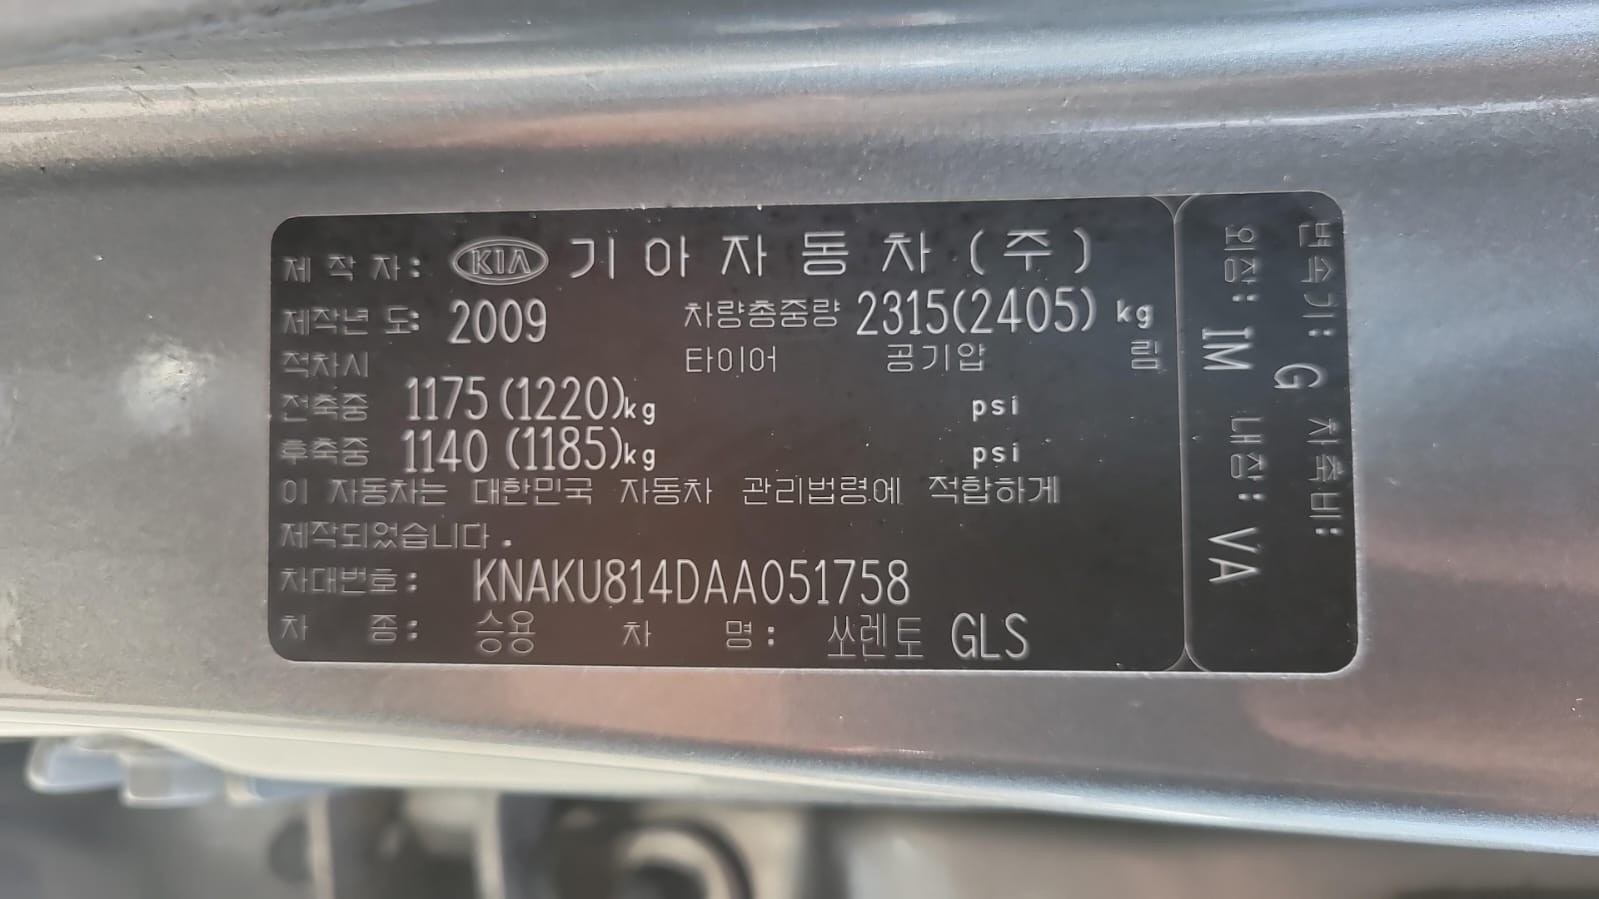 제 작 자: KIA 기 아 자 동 차 ( 주 )
제작년 도: 2009 차량총중량 2315(2405) kg
적차시 타이어 공기압 림
전축중 1175 (1220)kg psi
후축중 1140 (1185)kg psi
이 자동차는 대한민국 자동차 관리법령에 적합하게
제작되었습니다.
차대번호: KNAKU814DAA051758
차 종: 승용 차 명: 쏘렌토 GLS
변속기: G 차축비:
외장: IM 내장: VA